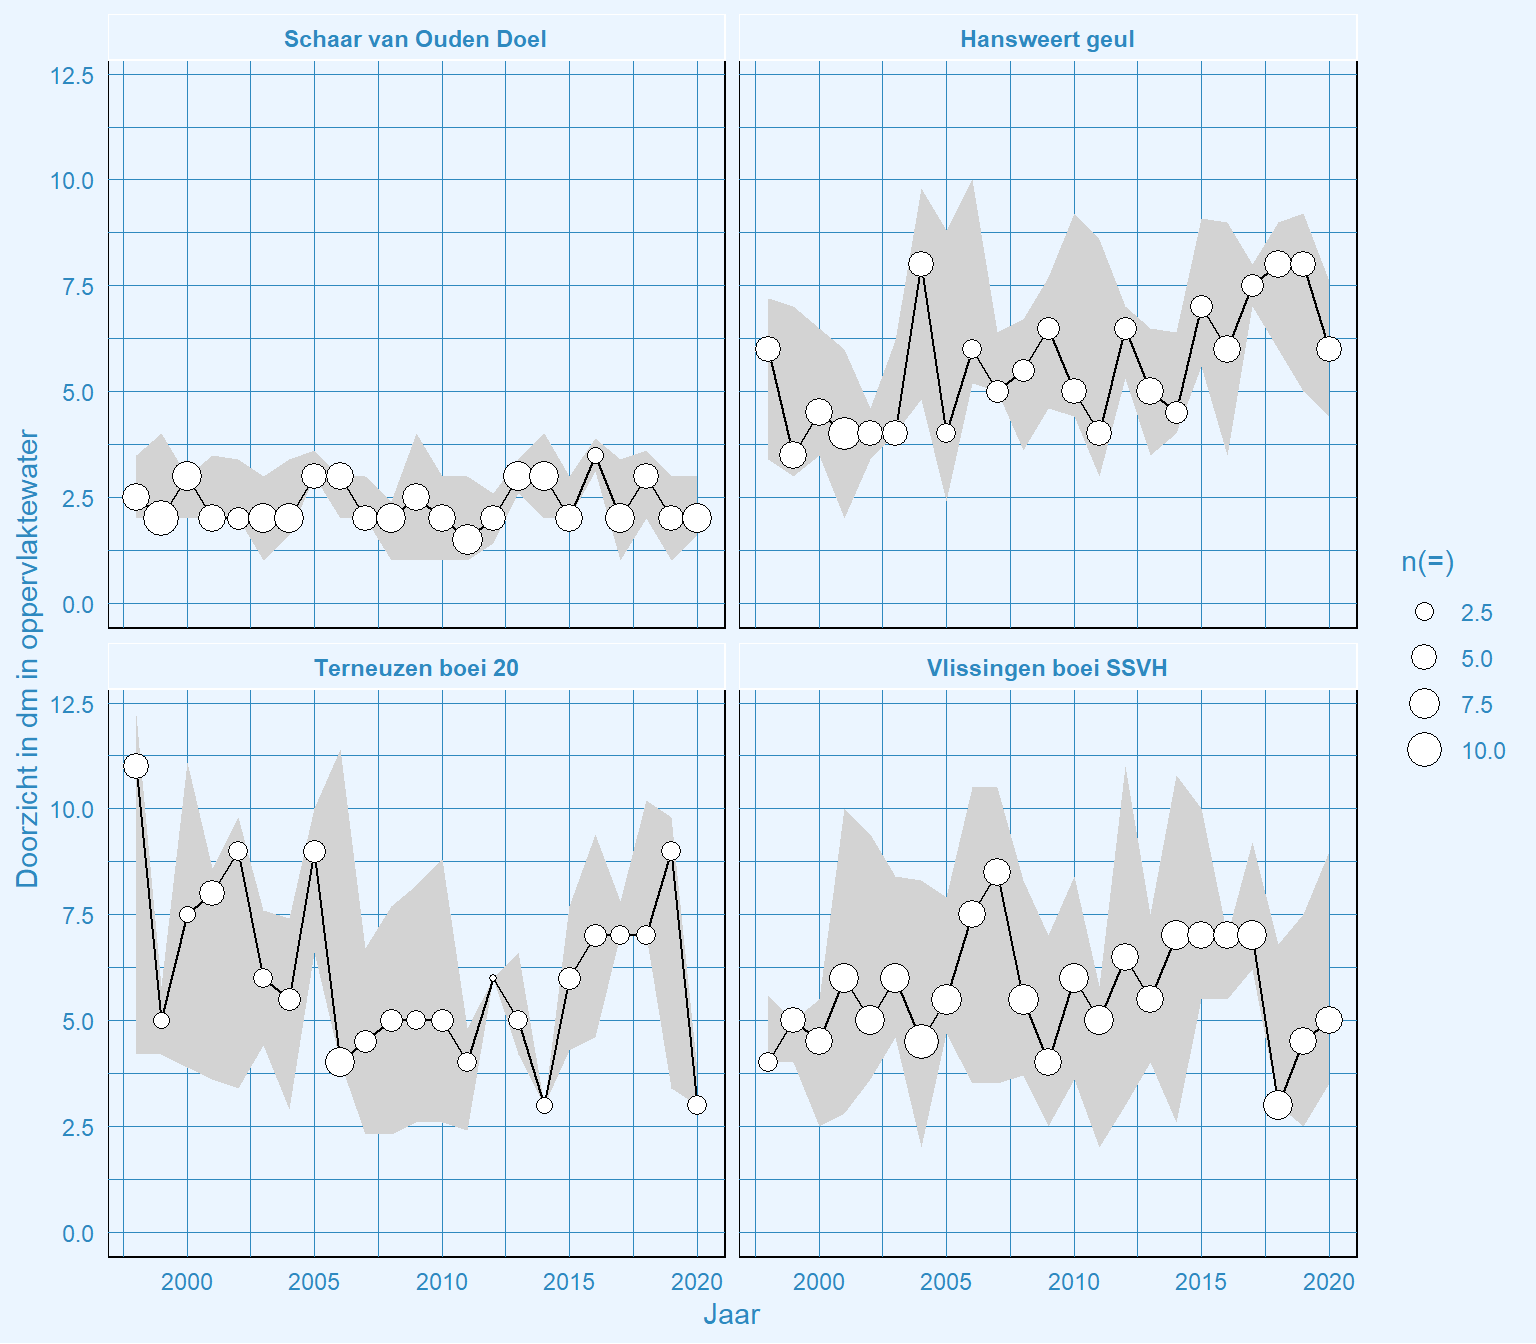 Schaar van Ouden Doel
Hansweert geul
12.5
10.0
7.5
5.0
2.5
0.0
Doorzicht in dm in oppervlaktewater
n(=)
2.5
5.0
7.5
10.0
Terneuzen boei 20
Vlissingen boei SSVH
12.5
10.0
7.5
5.0
2.5
0.0
2000 2005 2010 2015 2020
2000 2005 2010 2015 2020
Jaar